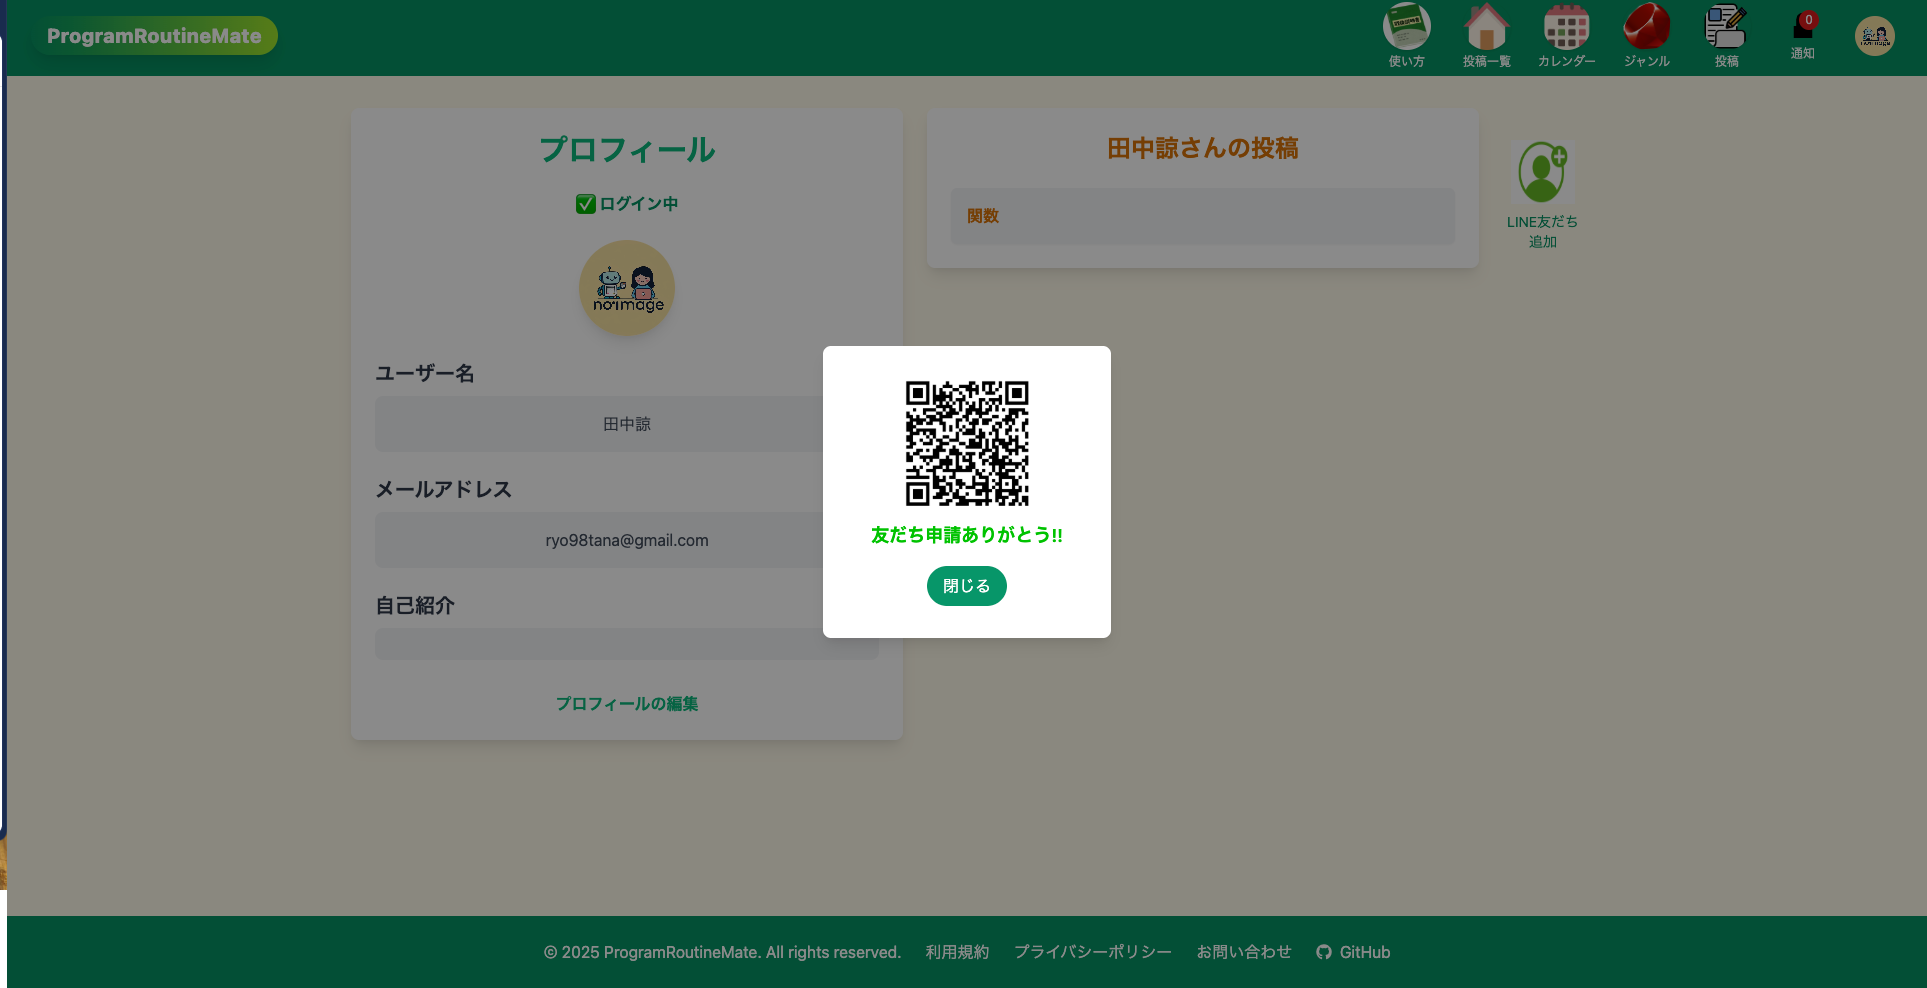 ProgramRoutineMate
使い方
投稿一覧
カレンダー
ジャンル
投稿
0
通知
no image
プロフィール
✅ ログイン中
no image
ユーザー名
田中諒
メールアドレス
ryo98tana@gmail.com
自己紹介
プロフィールの編集
田中諒さんの投稿
関数
LINE友だち
追加
友だち申請ありがとう!!
閉じる
© 2025 ProgramRoutineMate. All rights reserved. 利用規約 プライバシーポリシー お問い合わせ GitHub